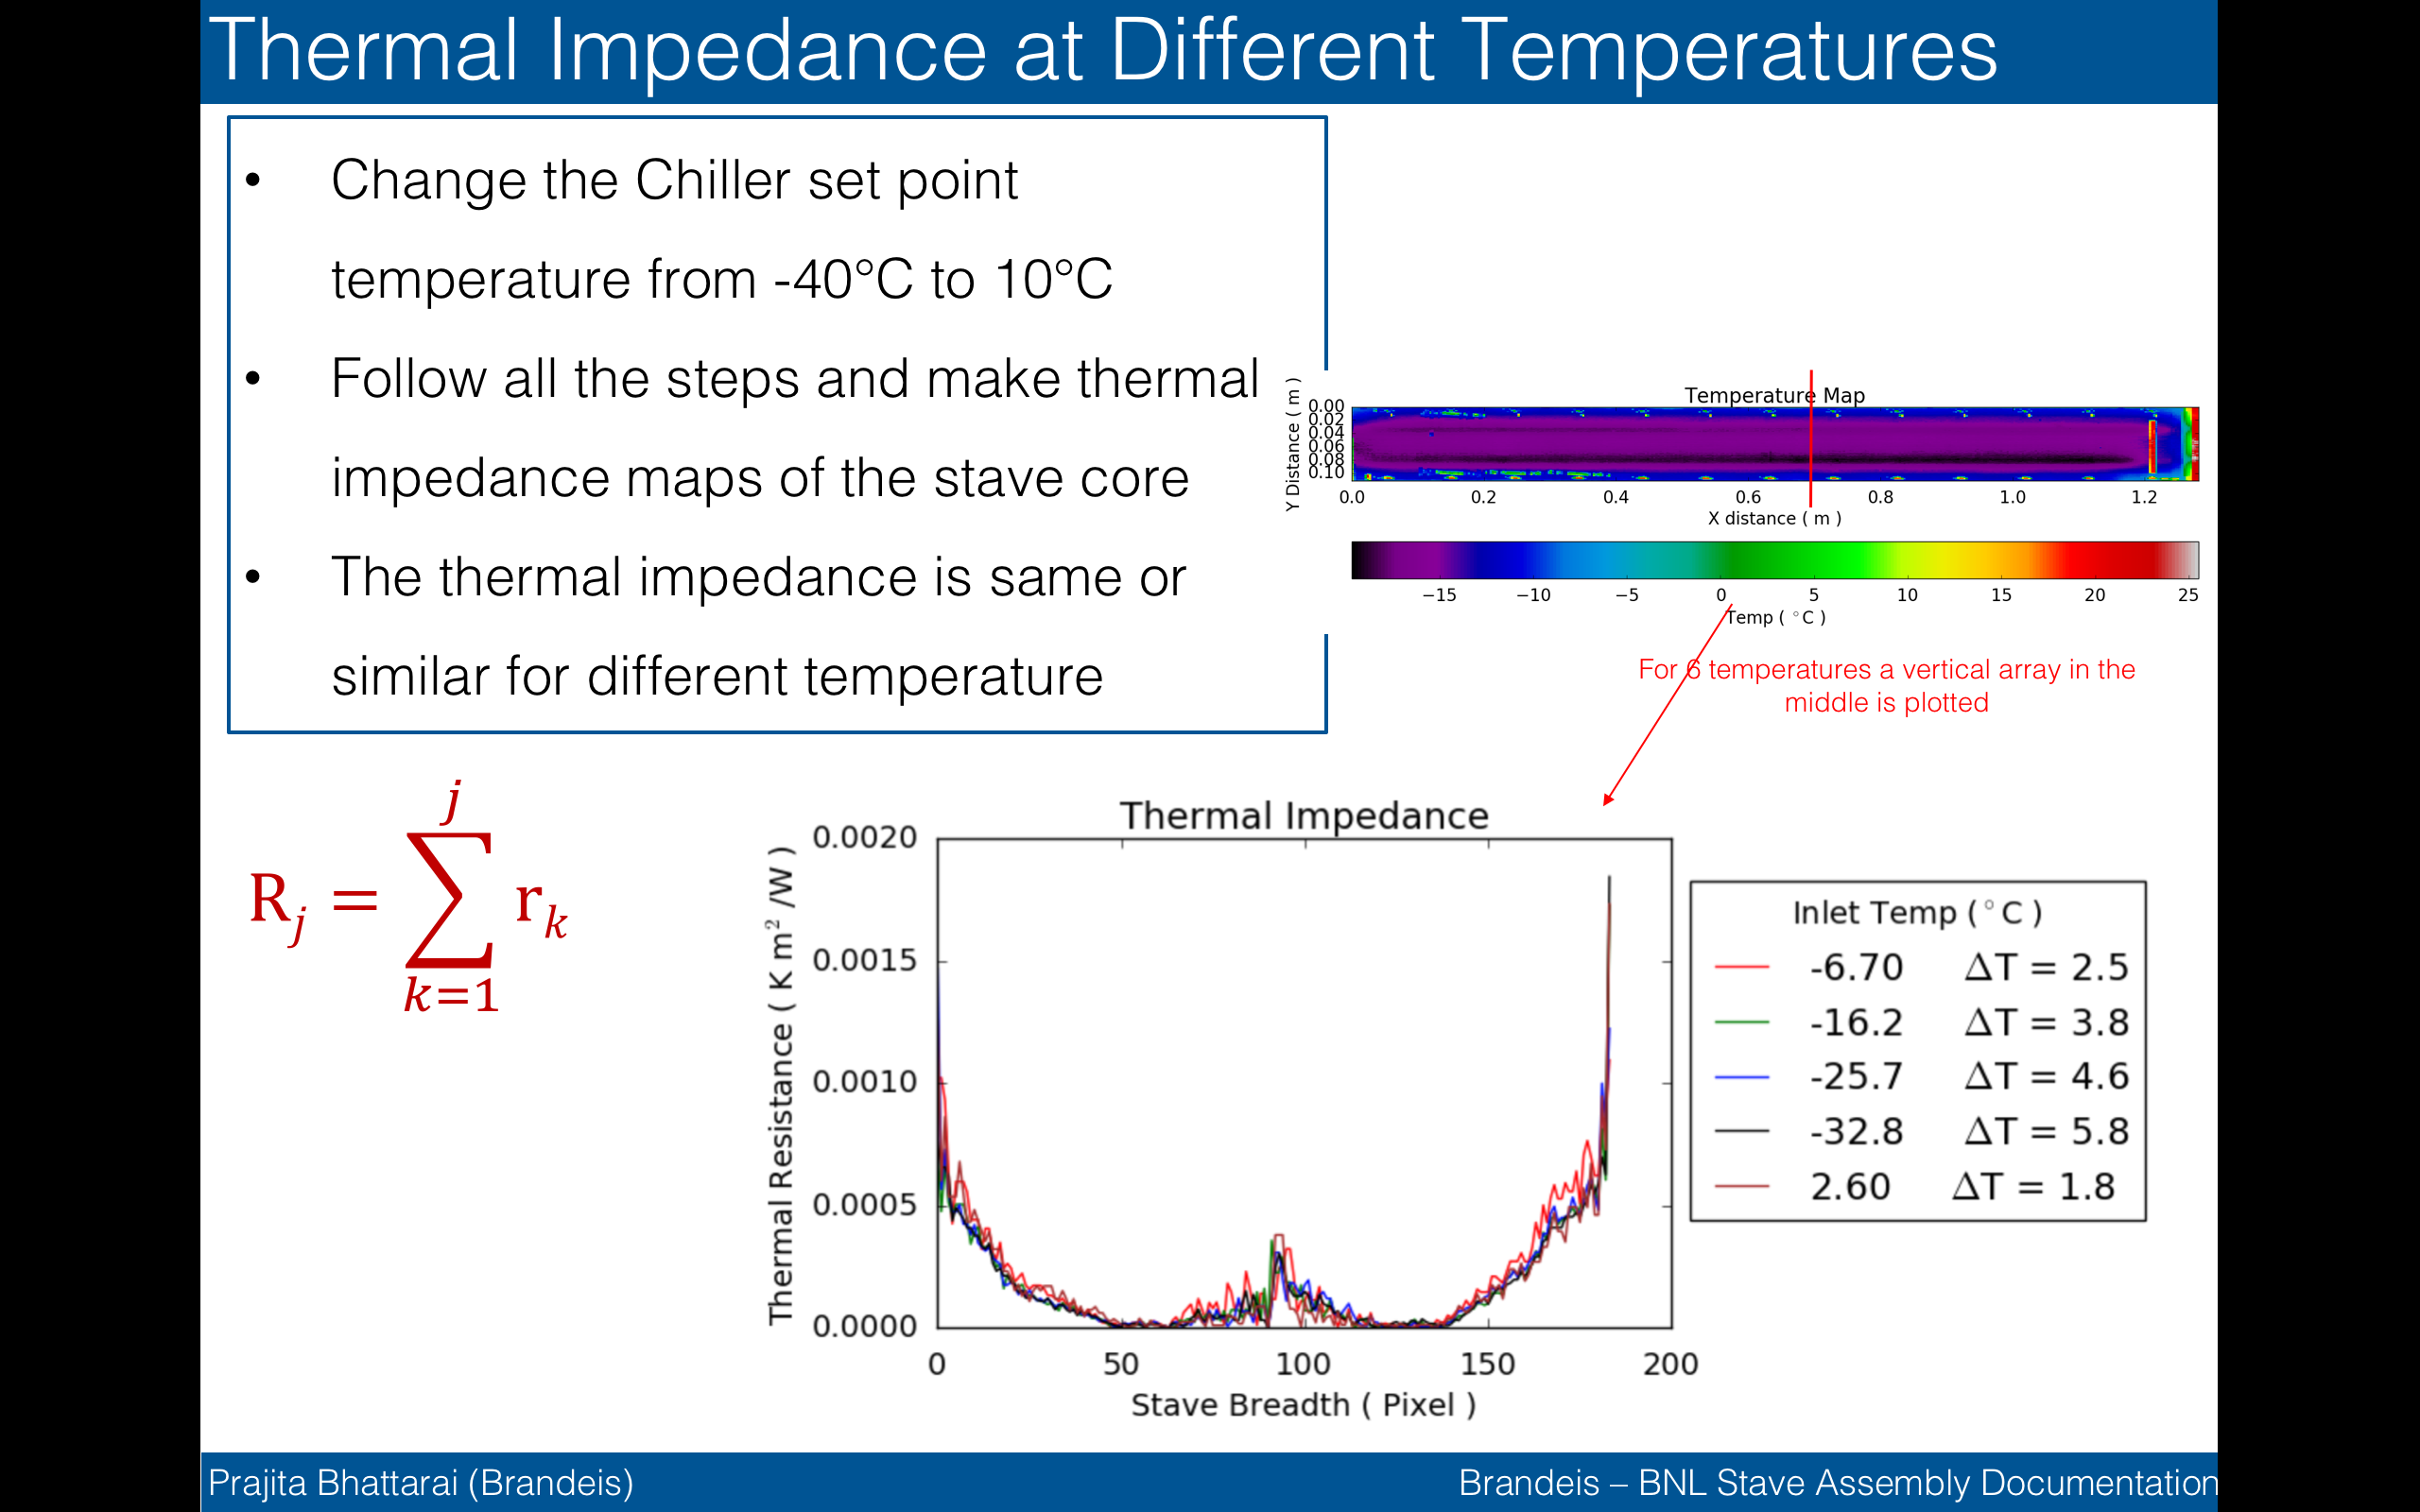 Thermal Impedance at Different Temperatures
• Change the Chiller set point
temperature from -40°C to 10°C
• Follow all the steps and make thermal
impedance maps of the stave core
• The thermal impedance is same or
similar for different temperature
Temperature Map
Y Distance ( m )
0.00
0.02
0.04
0.06
0.08
0.10
0.0 0.2 0.4 0.6 0.8 1.0 1.2
X distance ( m )
−15 −10 −5 0 5 10 15 20 25
Temp ( °C )
For 6 temperatures a vertical array in the
middle is plotted
R_j = ∑_{k=1}^{j} r_k
Thermal Impedance
Thermal Resistance ( K m² /W )
0.0020
0.0015
0.0010
0.0005
0.0000
0 50 100 150 200
Stave Breadth ( Pixel )
Inlet Temp (°C )
-6.70 ΔT = 2.5
-16.2 ΔT = 3.8
-25.7 ΔT = 4.6
-32.8 ΔT = 5.8
2.60 ΔT = 1.8
Prajita Bhattarai (Brandeis)
Brandeis – BNL Stave Assembly Documentation